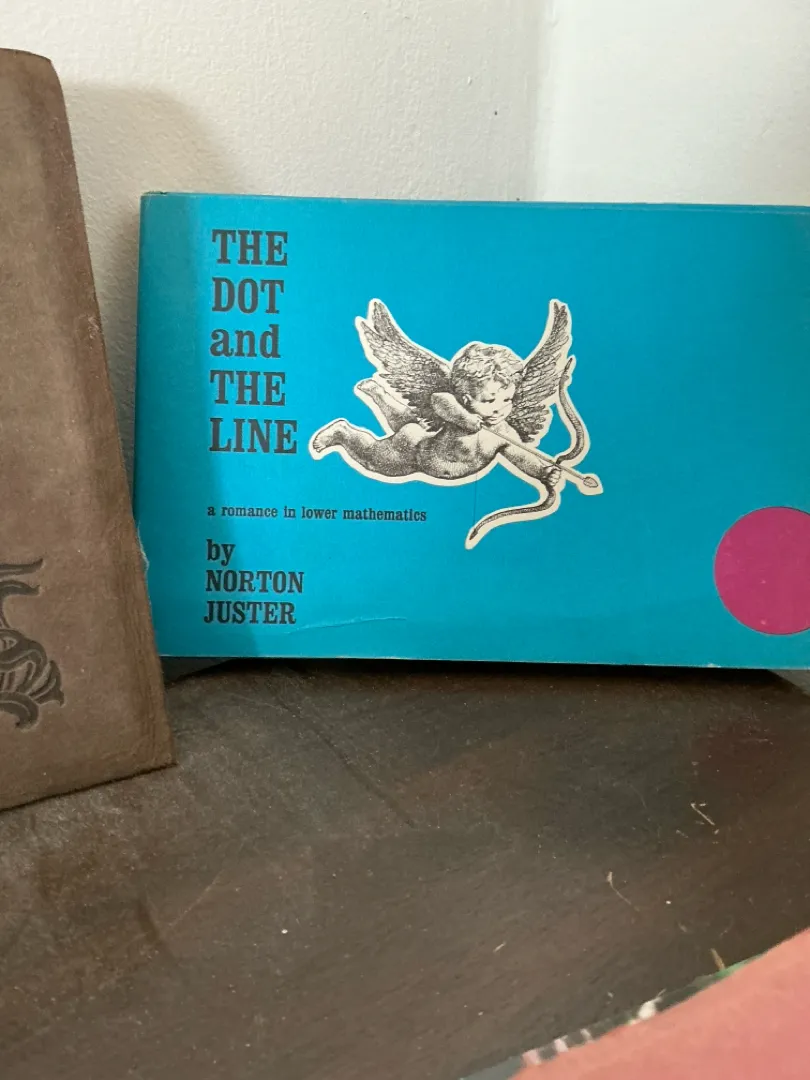 THE
DOT
and
THE
LINE
a romance in lower mathematics
by
NORTON
JUSTER